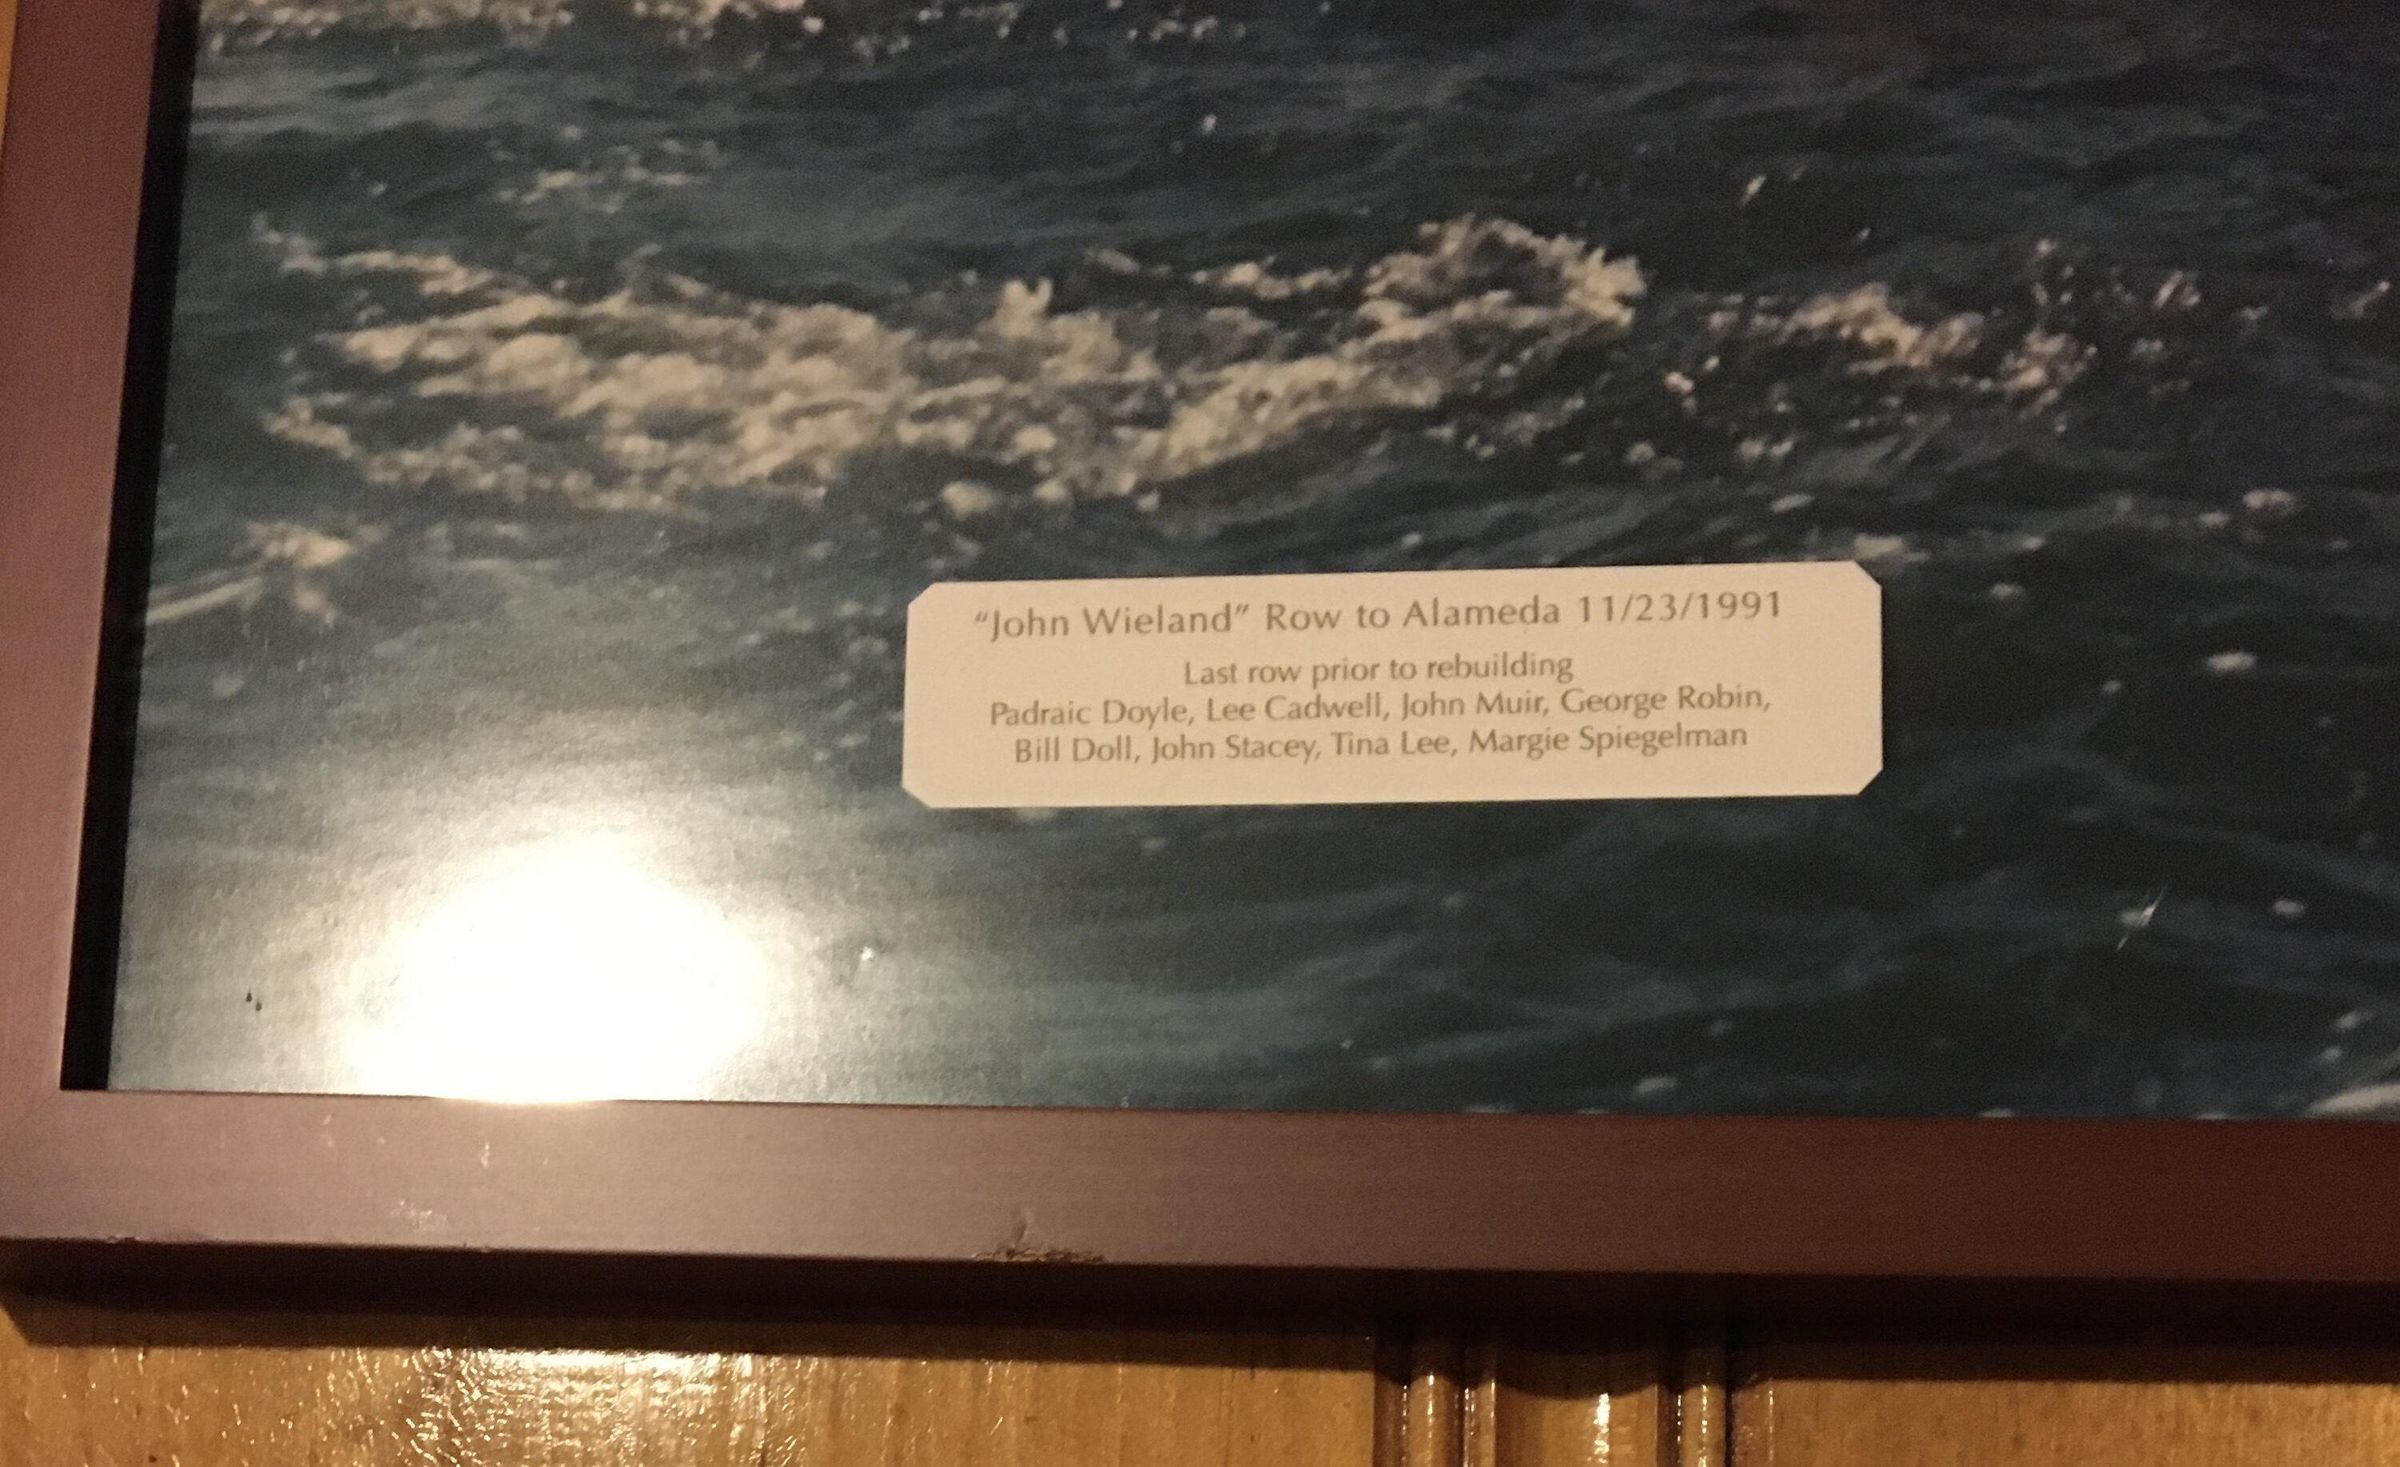 “John Wieland” Row to Alameda 11/23/1991
Last row prior to rebuilding
Padraic Doyle, Lee Cadwell, John Muir, George Robin,
Bill Doll, John Stacey, Tina Lee, Margie Spiegelman